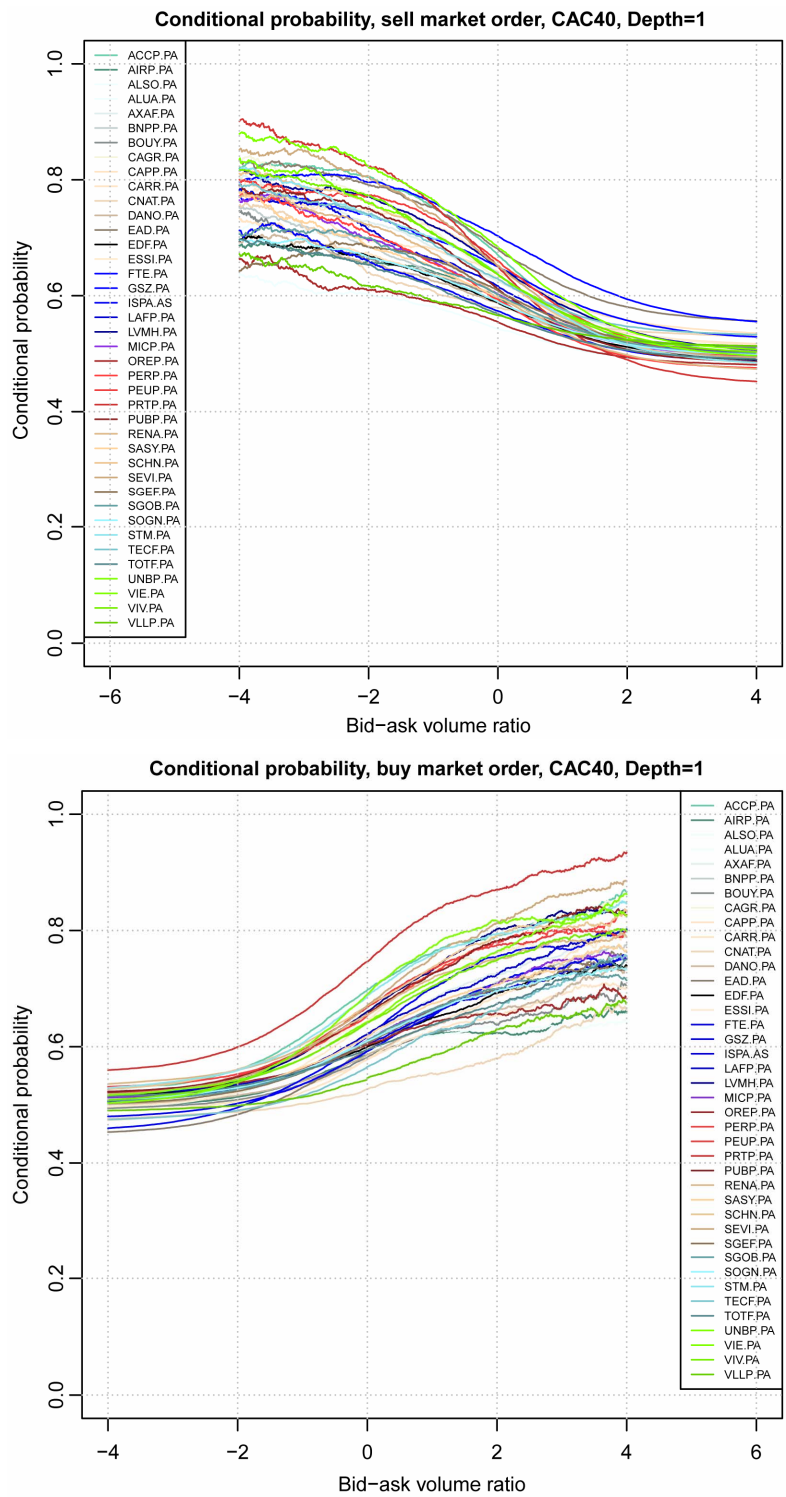 Conditional probability, sell market order, CAC40, Depth=1
Conditional probability
1.0
0.8
0.6
0.4
0.2
0.0
ACCP.PA
AIRP.PA
ALSO.PA
ALUA.PA
AXAF.PA
BNPP.PA
BOUY.PA
CAGR.PA
CAPP.PA
CARR.PA
CNAT.PA
DANO.PA
EAD.PA
EDF.PA
ESSI.PA
FTE.PA
GSZ.PA
ISPA.AS
LAFP.PA
LVMH.PA
MICP.PA
OREP.PA
PERP.PA
PEUP.PA
PRTP.PA
PUBP.PA
RENA.PA
SASY.PA
SCHN.PA
SEVI.PA
SGEF.PA
SGOB.PA
SOGN.PA
STM.PA
TECF.PA
TOTF.PA
UNBP.PA
VIE.PA
VIV.PA
VLLP.PA
−6 −4 −2 0 2 4
Bid−ask volume ratio
Conditional probability, buy market order, CAC40, Depth=1
Conditional probability
1.0
0.8
0.6
0.4
0.2
0.0
ACCP.PA
AIRP.PA
ALSO.PA
ALUA.PA
AXAF.PA
BNPP.PA
BOUY.PA
CAGR.PA
CAPP.PA
CARR.PA
CNAT.PA
DANO.PA
EAD.PA
EDF.PA
ESSI.PA
FTE.PA
GSZ.PA
ISPA.AS
LAFP.PA
LVMH.PA
MICP.PA
OREP.PA
PERP.PA
PEUP.PA
PRTP.PA
PUBP.PA
RENA.PA
SASY.PA
SCHN.PA
SEVI.PA
SGEF.PA
SGOB.PA
SOGN.PA
STM.PA
TECF.PA
TOTF.PA
UNBP.PA
VIE.PA
VIV.PA
VLLP.PA
−4 −2 0 2 4 6
Bid−ask volume ratio